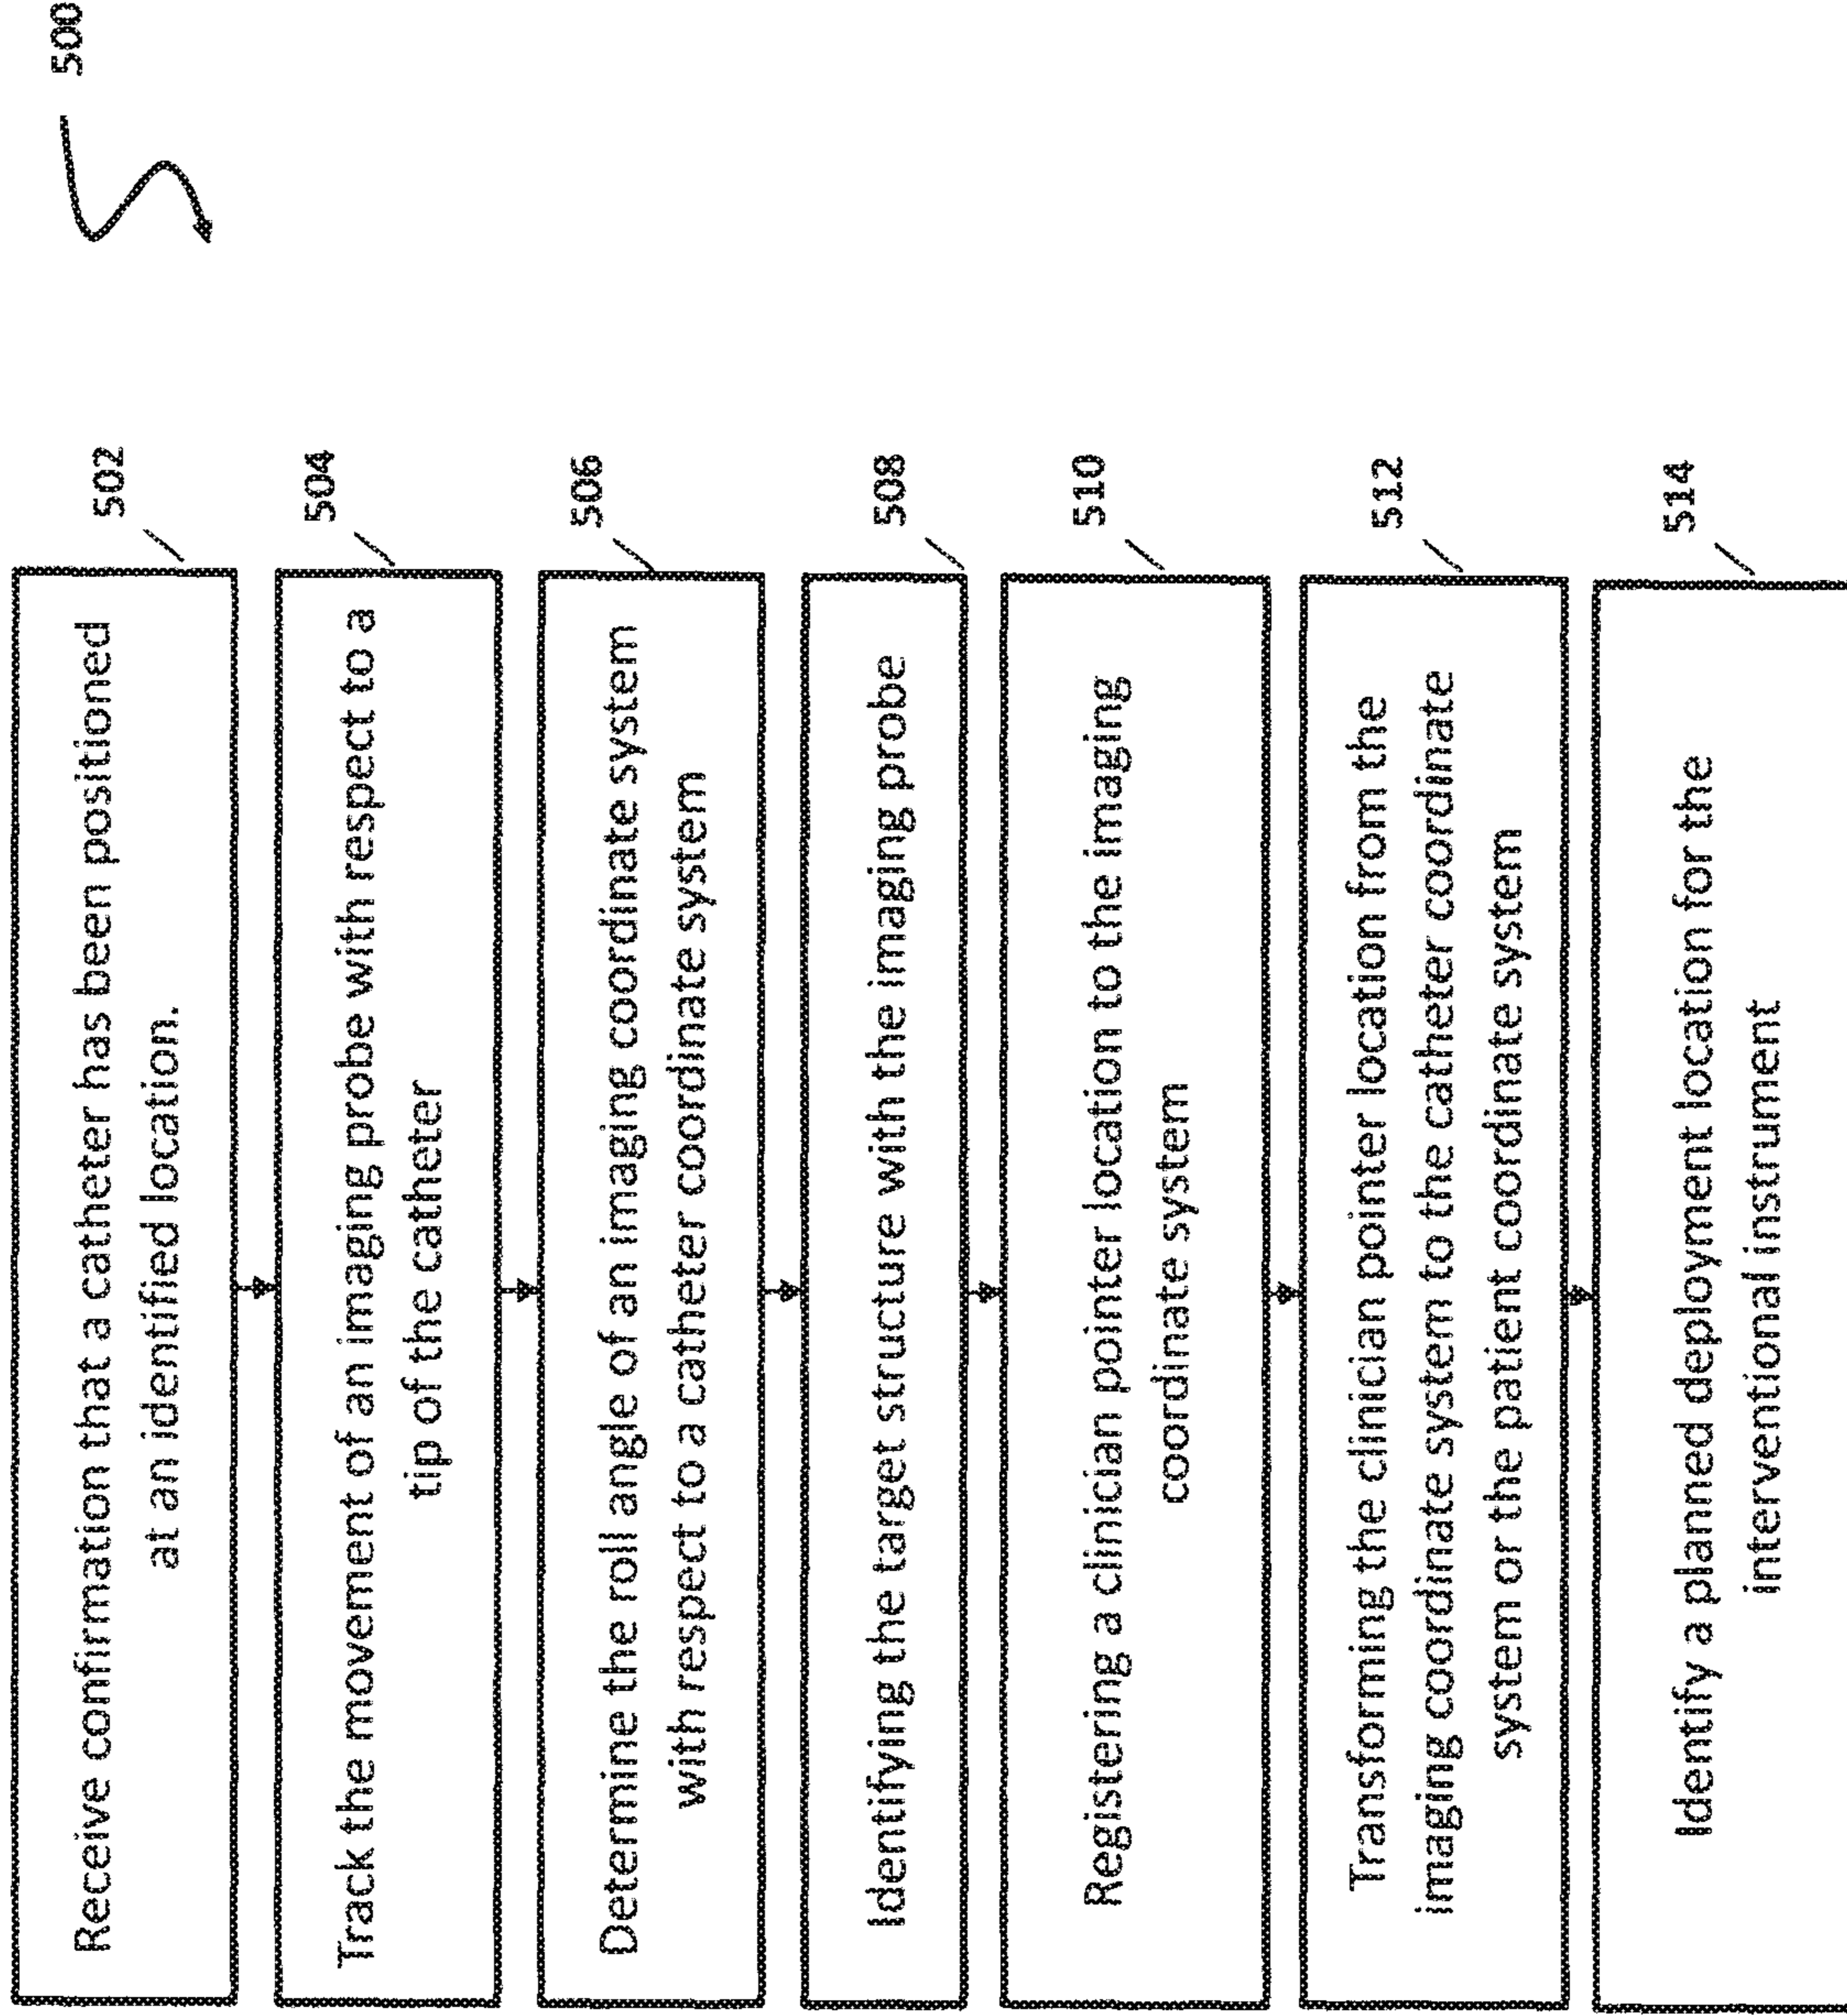 500
Receive confirmation that a catheter has been positioned
at an identified location.
502
Track the movement of an imaging probe with respect to a
tip of the catheter
504
Determine the roll angle of an imaging coordinate system
with respect to a catheter coordinate system
506
Identifying the target structure with the imaging probe
508
Registering a clinician pointer location to the imaging
coordinate system
510
Transforming the clinician pointer location from the
imaging coordinate system to the catheter coordinate
system or the patient coordinate system
512
Identify a planned deployment location for the
interventional instrument
514